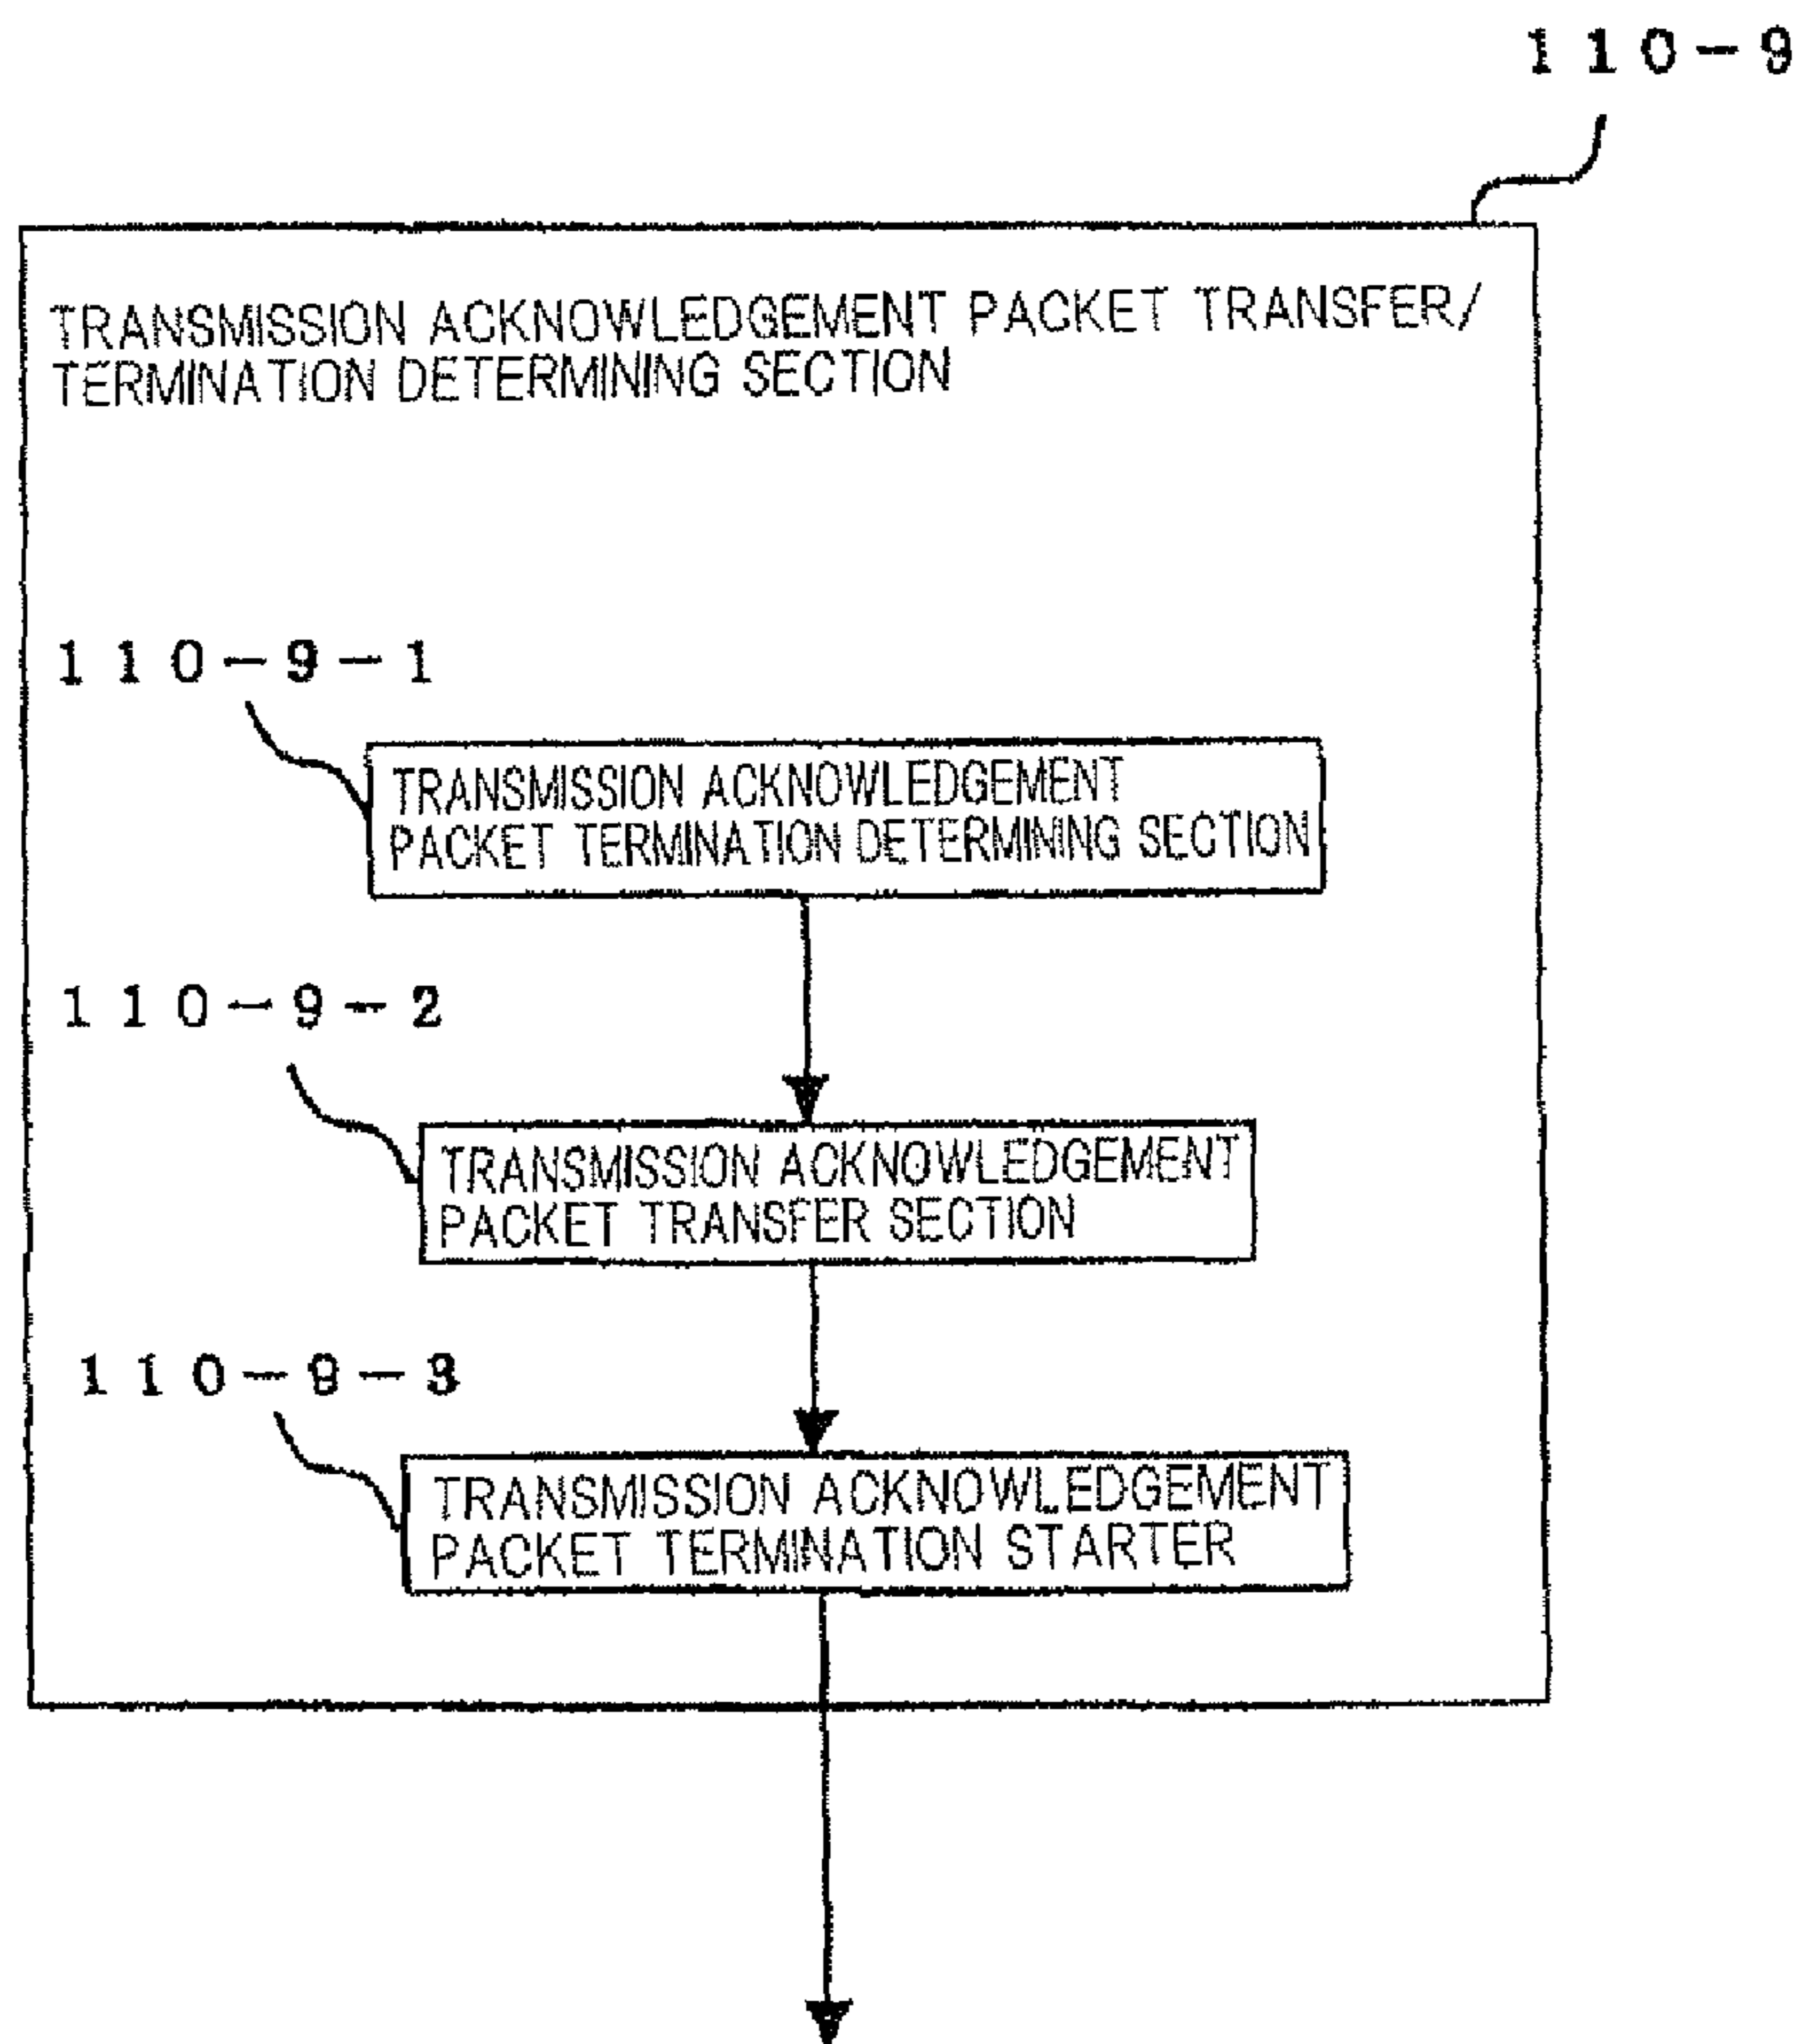 110-9
TRANSMISSION ACKNOWLEDGEMENT PACKET TRANSFER/
TERMINATION DETERMINING SECTION
110-9-1
TRANSMISSION ACKNOWLEDGEMENT
PACKET TERMINATION DETERMINING SECTION
110-9-2
TRANSMISSION ACKNOWLEDGEMENT
PACKET TRANSFER SECTION
110-9-3
TRANSMISSION ACKNOWLEDGEMENT
PACKET TERMINATION STARTER